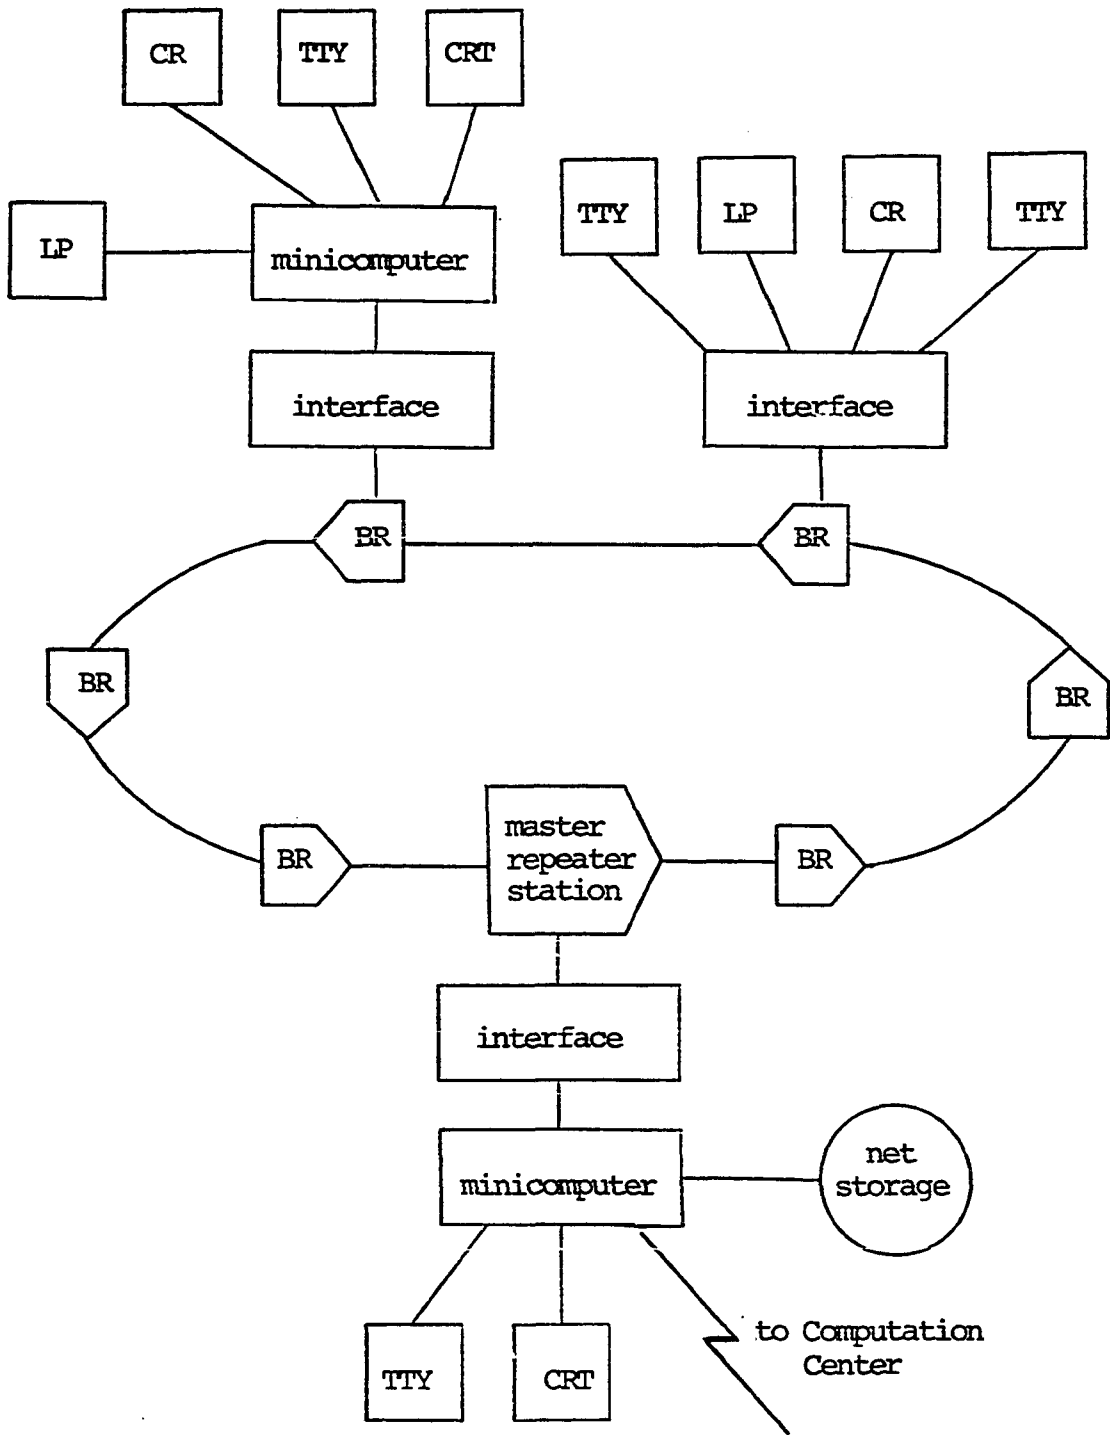 CR
TTY
CRT
TTY
LP
CR
TTY
LP
minicomputer
interface
interface
BR
BR
BR
BR
master
repeater
station
BR
BR
interface
minicomputer
net
storage
to Computation
Center
TTY
CRT